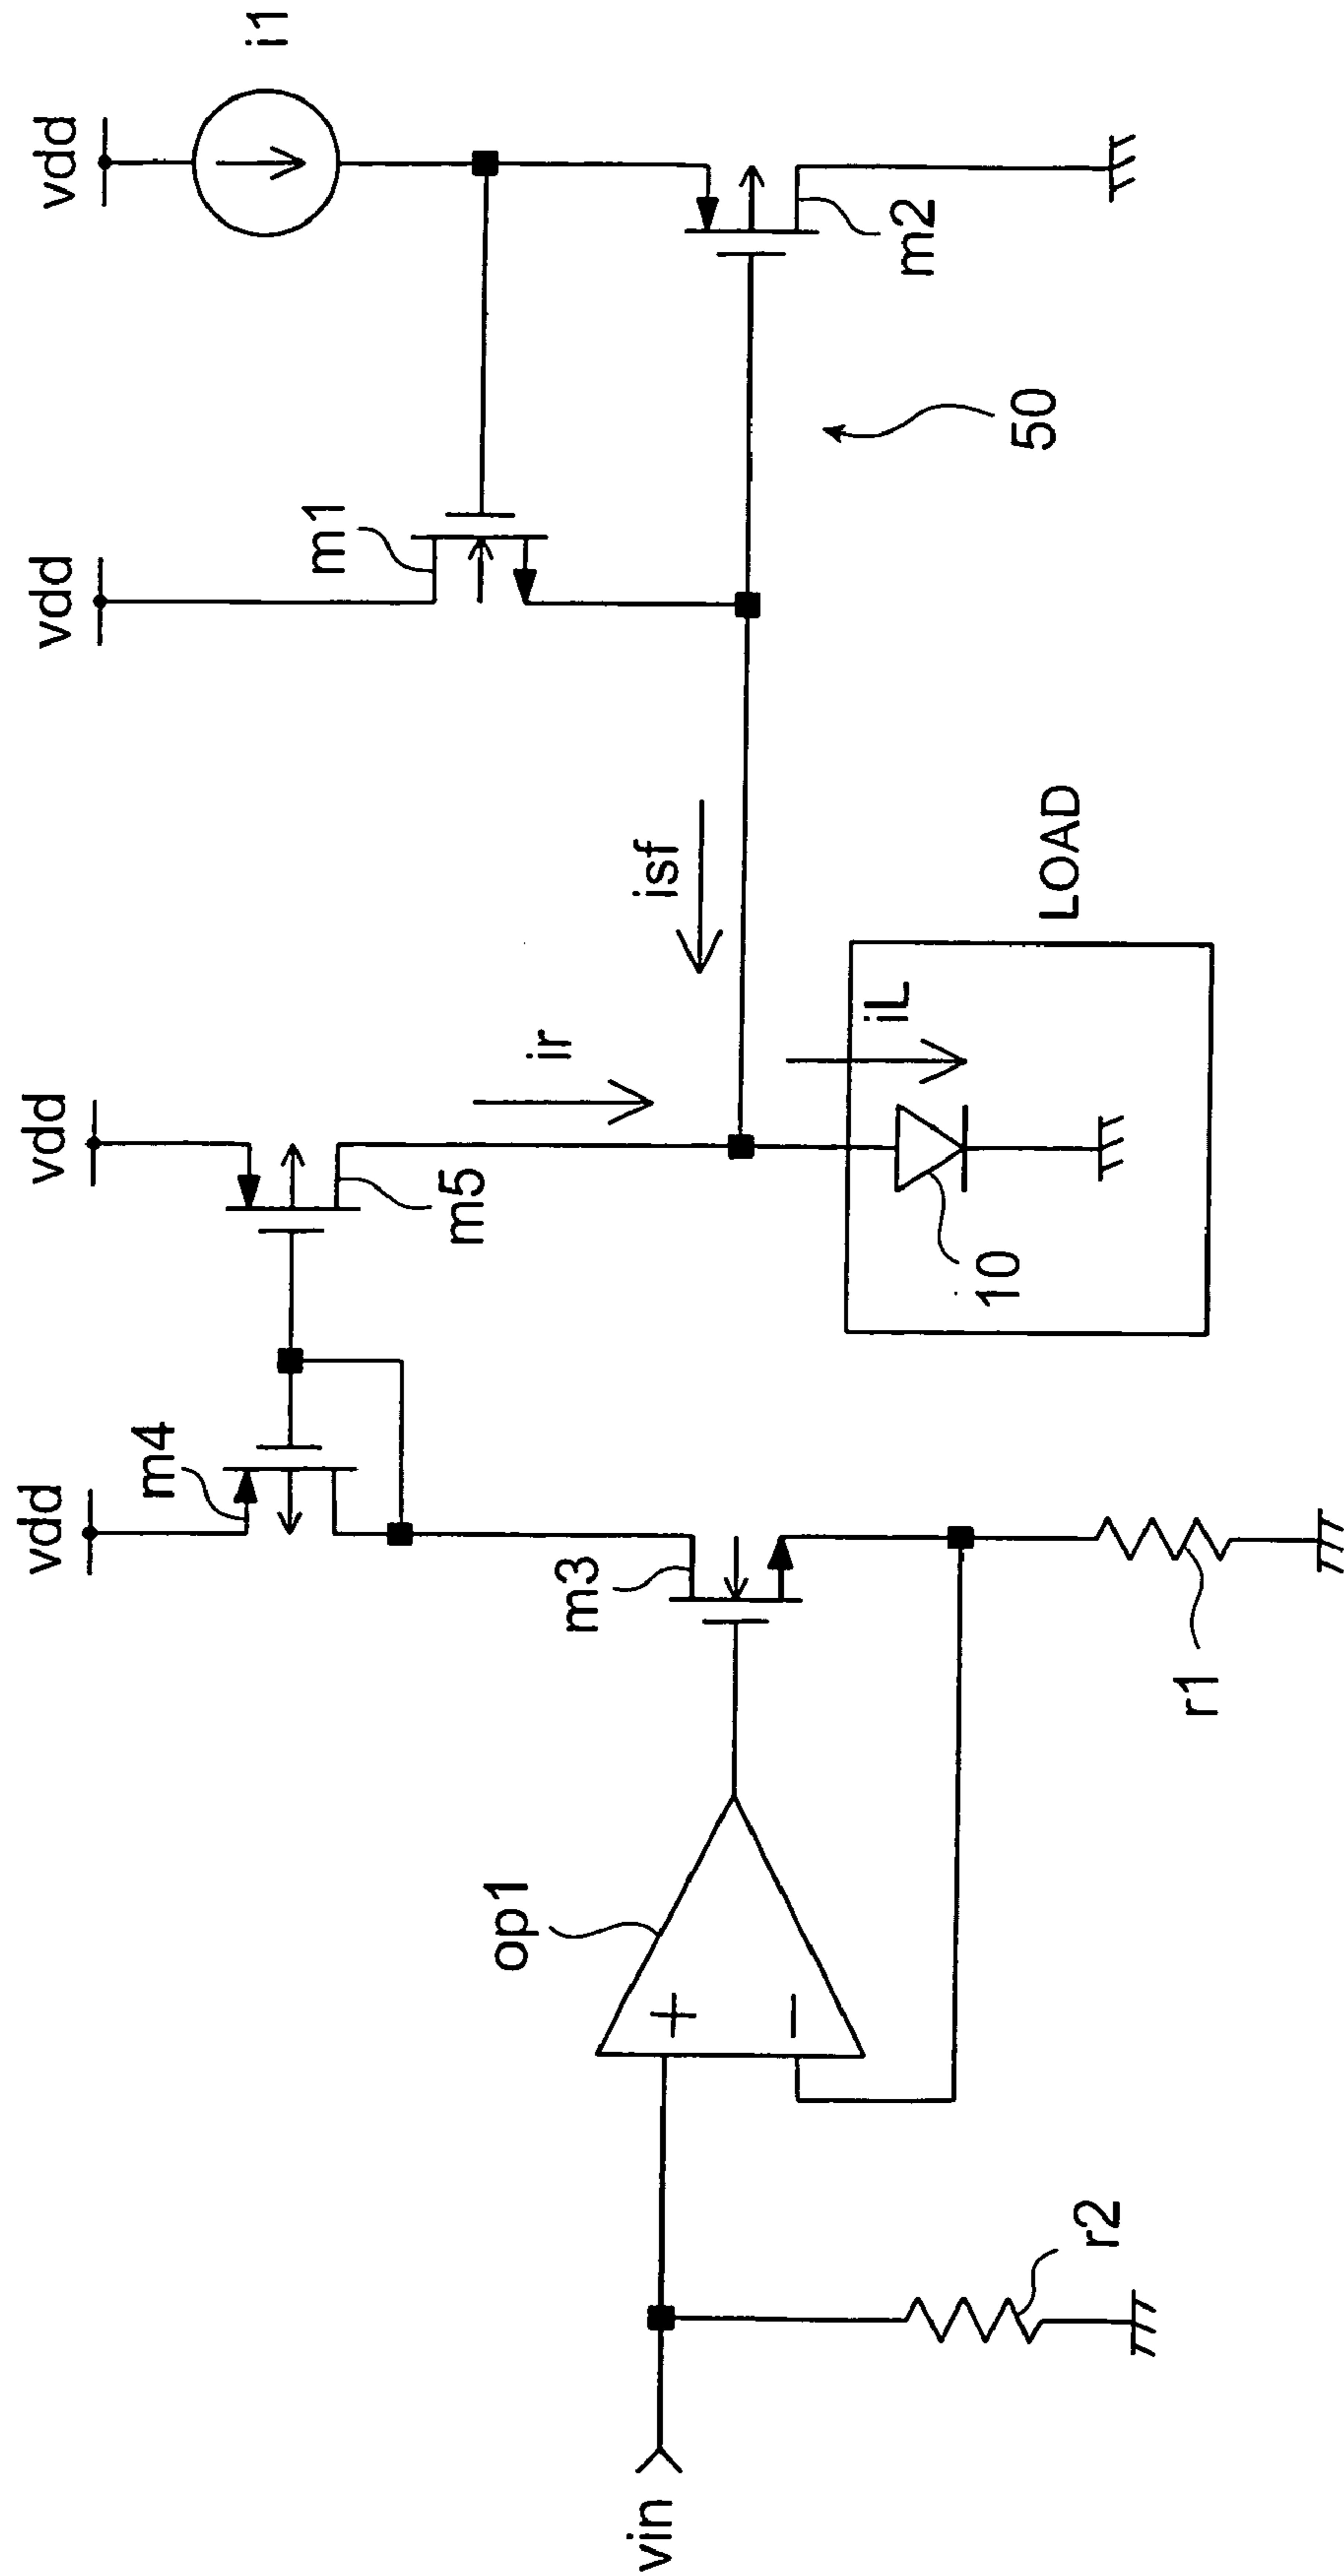 vdd
vdd
vdd
vdd
i1
m4
m5
m1
m3
ir
isf
m2
op1
+
−
vin
r2
r1
10
iL
LOAD
50